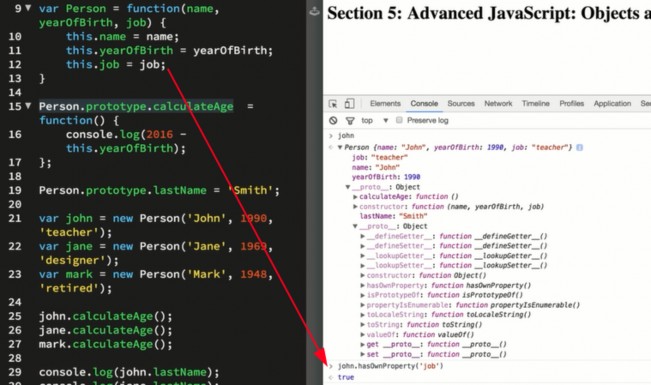 9 var Person = function(name,
yearOfBirth, job) {
10 this.name = name;
11 this.yearOfBirth = yearOfBirth;
12 this.job = job;
13 }
14
15 Person.prototype.calculateAge =
function() {
16 console.log(2016 -
this.yearOfBirth);
17 };
18
19 Person.prototype.lastName = 'Smith';
20
21 var john = new Person('John', 1990,
'teacher');
22 var jane = new Person('Jane', 1969,
'designer');
23 var mark = new Person('Mark', 1948,
'retired');
24
25 john.calculateAge();
26 jane.calculateAge();
27 mark.calculateAge();
28
29 console.log(john.lastName);
Section 5: Advanced JavaScript: Objects a
Elements Console Sources Network Timeline Profiles Application Security Au
top Preserve log
> john
Person {name: "John", yearOfBirth: 1990, job: "teacher"}
job: "teacher"
name: "John"
yearOfBirth: 1990
__proto__: Object
calculateAge: function ()
constructor: function (name, yearOfBirth, job)
lastName: "Smith"
__proto__: Object
__defineGetter__: function __defineGetter__()
__defineSetter__: function __defineSetter__()
__lookupGetter__: function __lookupGetter__()
__lookupSetter__: function __lookupSetter__()
constructor: function Object()
hasOwnProperty: function hasOwnProperty()
isPrototypeOf: function isPrototypeOf()
propertyIsEnumerable: function propertyIsEnumerable()
toLocaleString: function toLocaleString()
toString: function toString()
valueOf: function valueOf()
get __proto__: function __proto__()
set __proto__: function __proto__()
> john.hasOwnProperty('job')
true